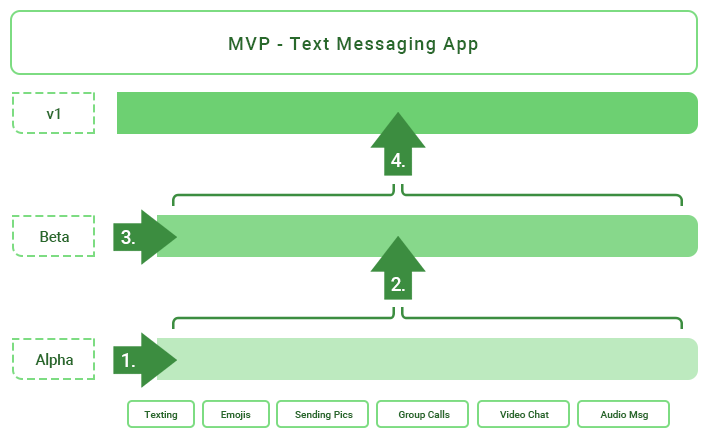 MVP - Text Messaging App
v1
4.
Beta
3.
2.
Alpha
1.
Texting
Emojis
Sending Pics
Group Calls
Video Chat
Audio Msg